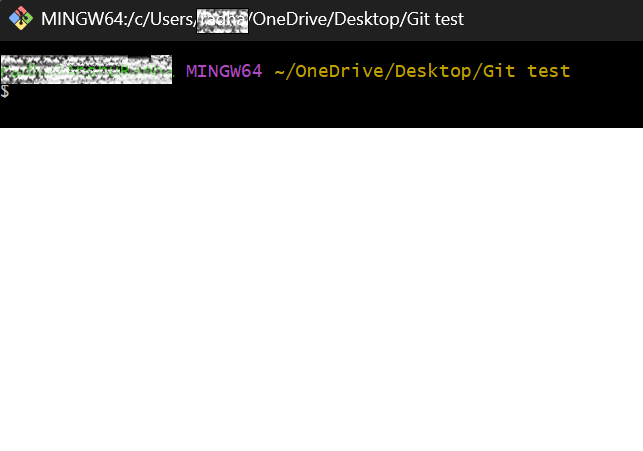 MINGW64:/c/Users/ /OneDrive/Desktop/Git test
MINGW64 ~/OneDrive/Desktop/Git test
$